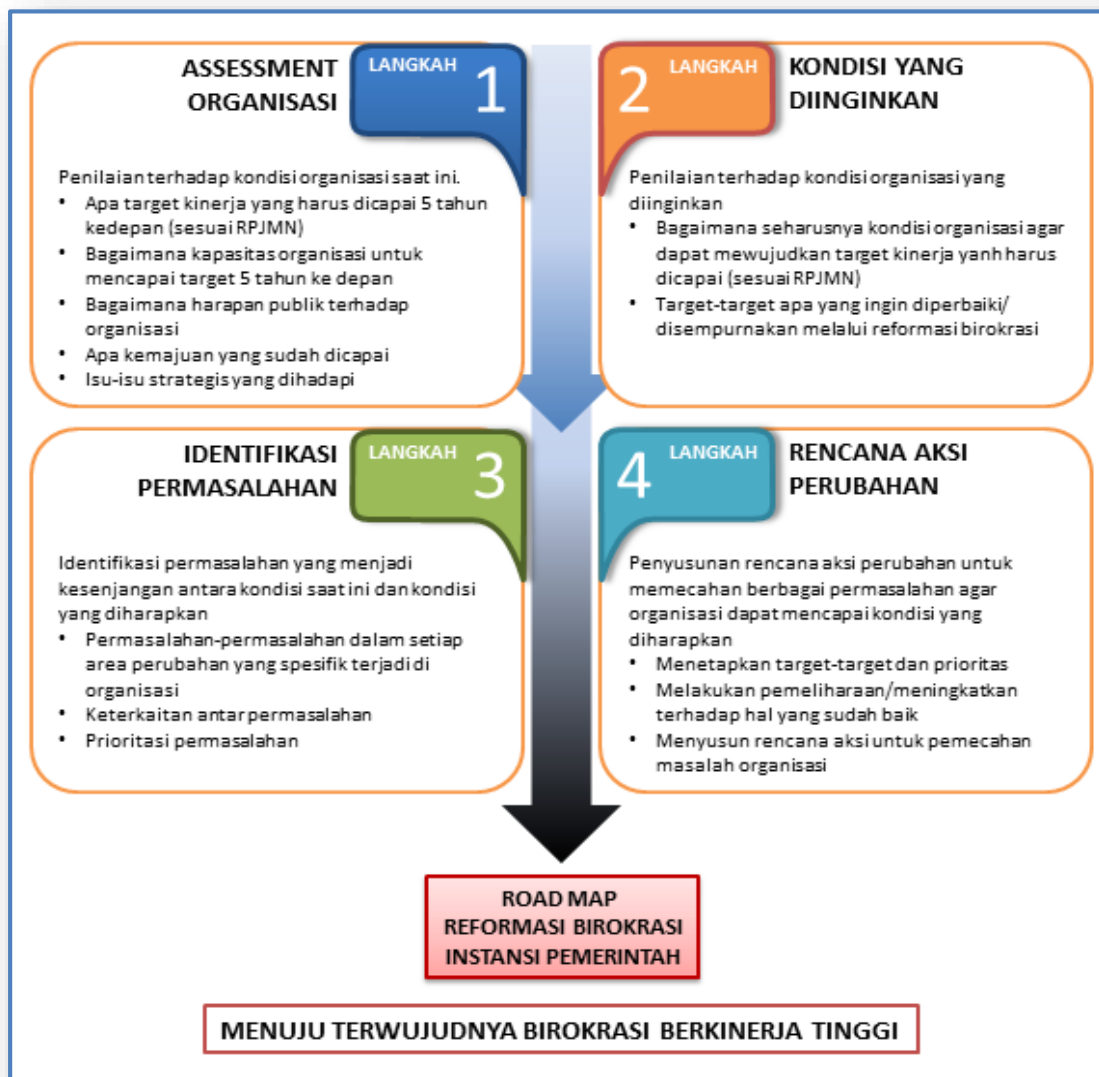 ASSESSMENT
ORGANISASI
LANGKAH
1
Penilaian terhadap kondisi organisasi saat ini.
• Apa target kinerja yang harus dicapai 5 tahun
kedepan (sesuai RPJMN)
• Bagaimana kapasitas organisasi untuk
mencapai target 5 tahun ke depan
• Bagaimana harapan publik terhadap
organisasi
• Apa kemajuan yang sudah dicapai
• Isu-isu strategis yang dihadapi
2
LANGKAH
KONDISI YANG
DIINGINKAN
Penilaian terhadap kondisi organisasi yang
diinginkan
• Bagaimana seharusnya kondisi organisasi agar
dapat mewujudkan target kinerja yanh harus
dicapai (sesuai RPJMN)
• Target-target apa yang ingin diperbaiki/
disempurnakan melalui reformasi birokrasi
IDENTIFIKASI
PERMASALAHAN
LANGKAH
3
Identifikasi permasalahan yang menjadi
kesenjangan antara kondisi saat ini dan kondisi
yang diharapkan
• Permasalahan-permasalahan dalam setiap
area perubahan yang spesifik terjadi di
organisasi
• Keterkaitan antar permasalahan
• Prioritasi permasalahan
4
LANGKAH
RENCANA AKSI
PERUBAHAN
Penyusunan rencana aksi perubahan untuk
memecahan berbagai permasalahan agar
organisasi dapat mencapai kondisi yang
diharapkan
• Menetapkan target-target dan prioritas
• Melakukan pemeliharaan/meningkatkan
terhadap hal yang sudah baik
• Menyusun rencana aksi untuk pemecahan
masalah organisasi
ROAD MAP
REFORMASI BIROKRASI
INSTANSI PEMERINTAH
MENUJU TERWUJUDNYA BIROKRASI BERKINERJA TINGGI